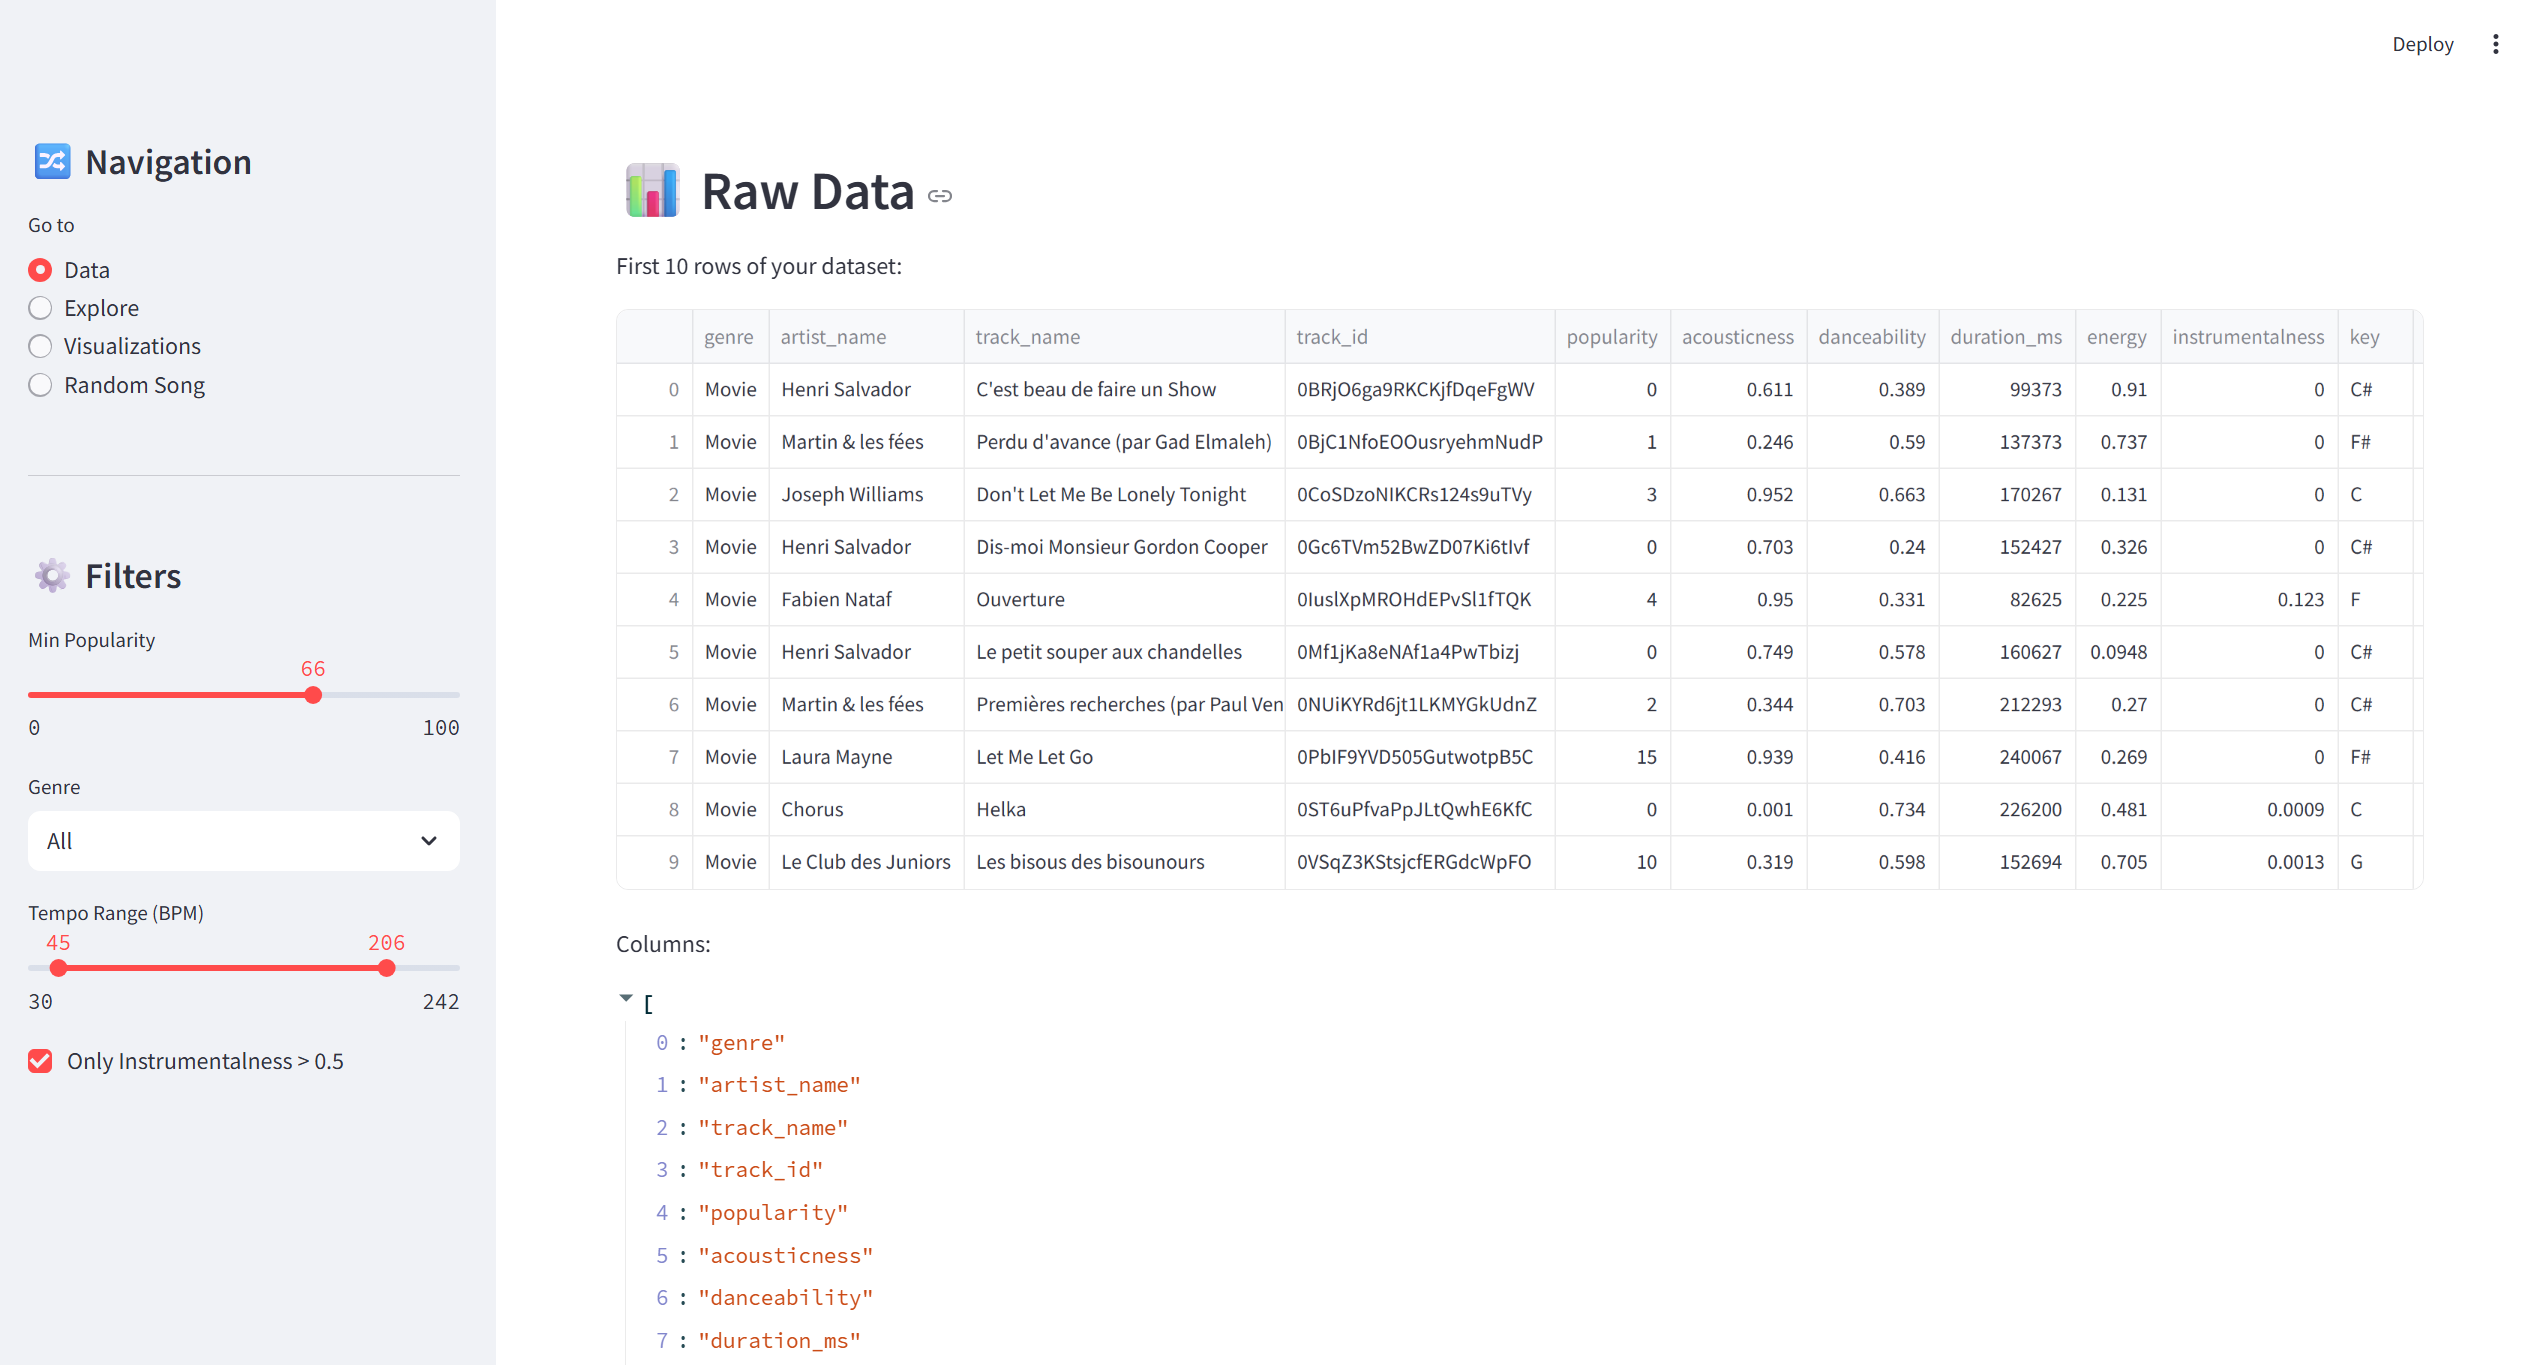 Deploy
Navigation
Go to
Data
Explore
Visualizations
Random Song
Filters
Min Popularity
66
0 100
Genre
All
Tempo Range (BPM)
45 206
30 242
Only Instrumentalness > 0.5
Raw Data
First 10 rows of your dataset:
genre artist_name track_name track_id popularity acousticness danceability duration_ms energy instrumentalness key
0 Movie Henri Salvador C'est beau de faire un Show 0BRjO6ga9RKCKjfDqeFgWV 0 0.611 0.389 99373 0.91 0 C#
1 Movie Martin & les fées Perdu d'avance (par Gad Elmaleh) 0BjC1NfoEOOusryehmNudP 1 0.246 0.59 137373 0.737 0 F#
2 Movie Joseph Williams Don't Let Me Be Lonely Tonight 0CoSDzoNIKCRs124s9uTVy 3 0.952 0.663 170267 0.131 0 C
3 Movie Henri Salvador Dis-moi Monsieur Gordon Cooper 0Gc6TVm52BwZD07Ki6tIvf 0 0.703 0.24 152427 0.326 0 C#
4 Movie Fabien Nataf Ouverture 0IuslXpMROHdEPvSl1fTQK 4 0.95 0.331 82625 0.225 0.123 F
5 Movie Henri Salvador Le petit souper aux chandelles 0Mf1jKa8eNAf1a4PwTbizj 0 0.749 0.578 160627 0.0948 0 C#
6 Movie Martin & les fées Premières recherches (par Paul Ven 0NUiKYRd6jt1LKMYGkUdnZ 2 0.344 0.703 212293 0.27 0 C#
7 Movie Laura Mayne Let Me Let Go 0PbIF9YVD505GutwotpB5C 15 0.939 0.416 240067 0.269 0 F#
8 Movie Chorus Helka 0ST6uPfvaPpJLtQwhE6KfC 0 0.001 0.734 226200 0.481 0.0009 C
9 Movie Le Club des Juniors Les bisous des bisounours 0VSqZ3KStsjcfERGdcWpFO 10 0.319 0.598 152694 0.705 0.0013 G
Columns:
[
0 : "genre"
1 : "artist_name"
2 : "track_name"
3 : "track_id"
4 : "popularity"
5 : "acousticness"
6 : "danceability"
7 : "duration_ms"